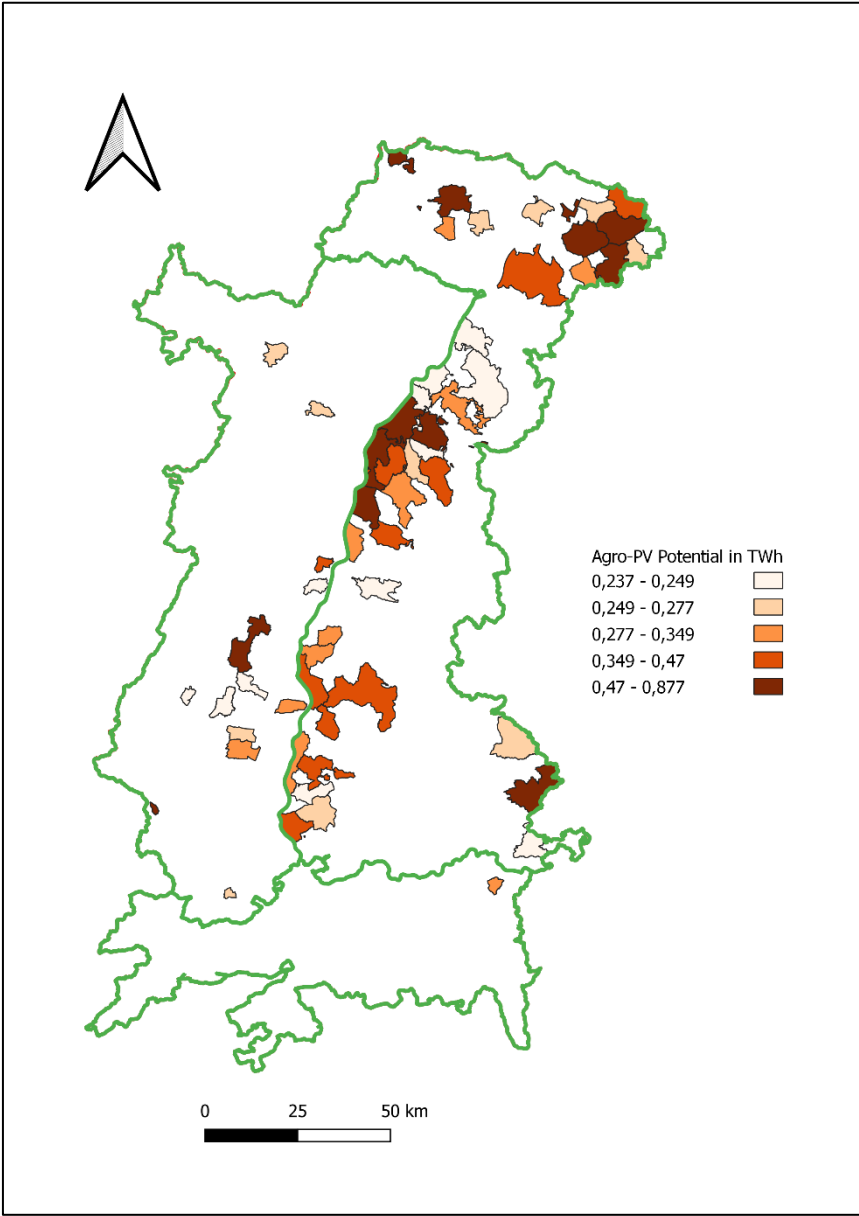 Agro-PV Potential in TWh
0,237 - 0,249
0,249 - 0,277
0,277 - 0,349
0,349 - 0,47
0,47 - 0,877
0 25 50 km